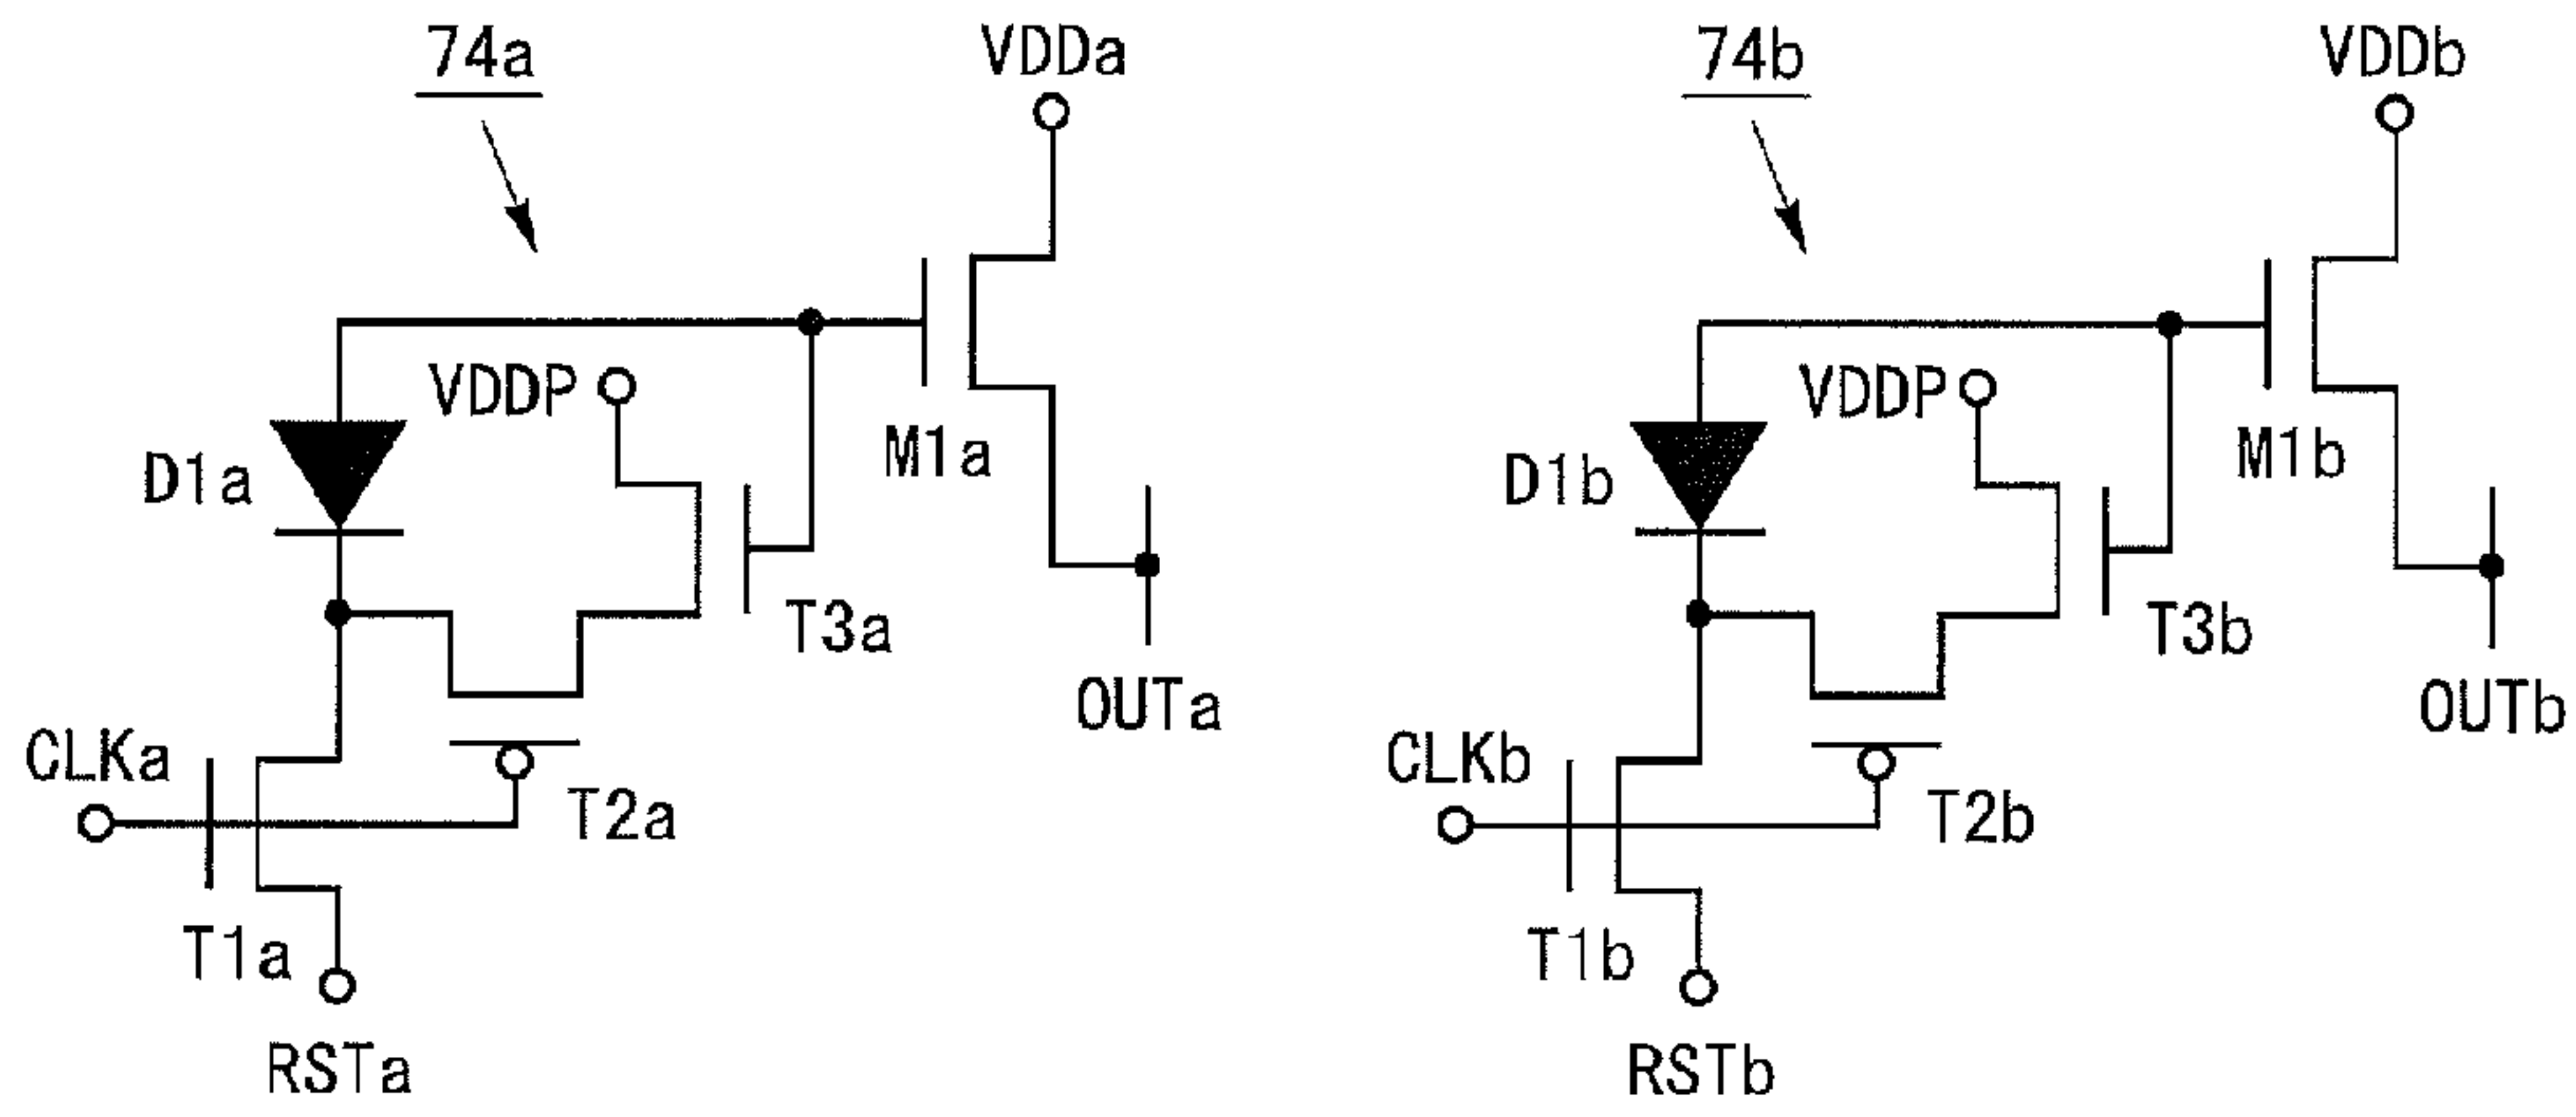 74a
VDDa
VDDP
D1a
M1a
T3a
OUTa
CLKa
T2a
T1a
RSTa
74b
VDDb
VDDP
D1b
M1b
T3b
OUTb
CLKb
T2b
T1b
RSTb